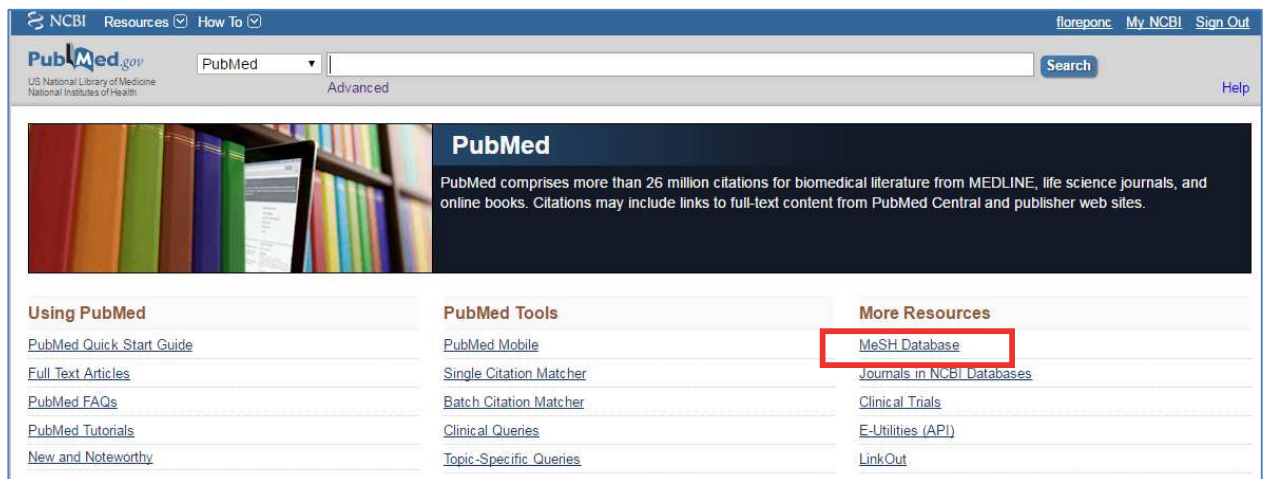 NCBI Resources How To floreponc My NCBI Sign Out
PubMed.gov PubMed Search
US National Library of Medicine
National Institutes of Health
Advanced Help
PubMed
PubMed comprises more than 26 million citations for biomedical literature from MEDLINE, life science journals, and
online books. Citations may include links to full-text content from PubMed Central and publisher web sites.
Using PubMed
PubMed Quick Start Guide
Full Text Articles
PubMed FAQs
PubMed Tutorials
New and Noteworthy
PubMed Tools
PubMed Mobile
Single Citation Matcher
Batch Citation Matcher
Clinical Queries
Topic-Specific Queries
More Resources
MeSH Database
Journals in NCBI Databases
Clinical Trials
E-Utilities (API)
LinkOut